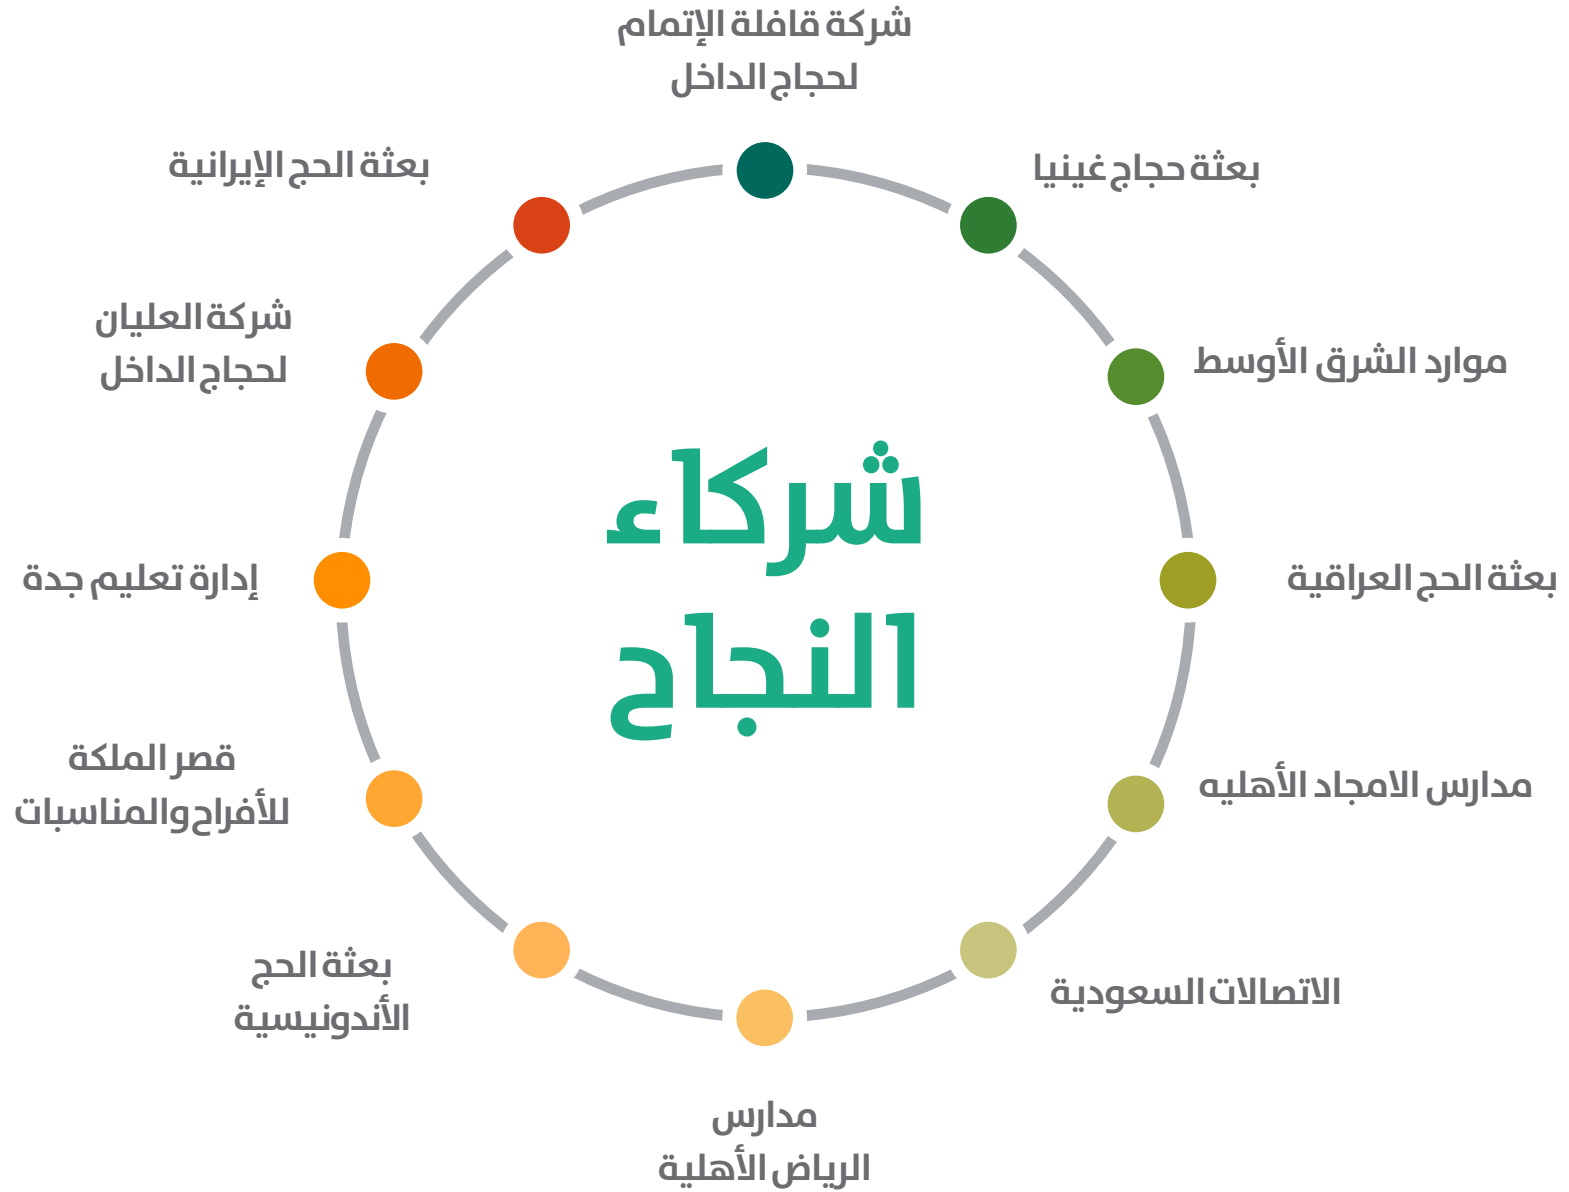 شركة قافلة الإتمام
لحجاج الداخل
بعثة حجاج غينيا
موارد الشرق الأوسط
بعثة الحج العراقية
مدارس الامجاد الأهليه
الاتصالات السعودية
مدارس
الرياض الأهلية
بعثة الحج
الأندونيسية
قصر الملكة
للأفراح والمناسبات
إدارة تعليم جدة
شركة العليان
لحجاج الداخل
بعثة الحج الإيرانية
شركاء
النجاح